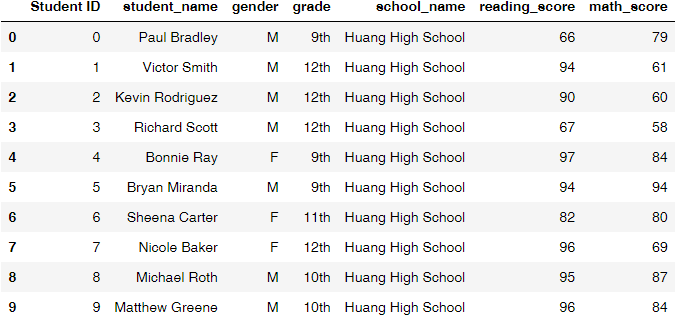 Student ID student_name gender grade school_name reading_score math_score
0 0 Paul Bradley M 9th Huang High School 66 79
1 1 Victor Smith M 12th Huang High School 94 61
2 2 Kevin Rodriguez M 12th Huang High School 90 60
3 3 Richard Scott M 12th Huang High School 67 58
4 4 Bonnie Ray F 9th Huang High School 97 84
5 5 Bryan Miranda M 9th Huang High School 94 94
6 6 Sheena Carter F 11th Huang High School 82 80
7 7 Nicole Baker F 12th Huang High School 96 69
8 8 Michael Roth M 10th Huang High School 95 87
9 9 Matthew Greene M 10th Huang High School 96 84